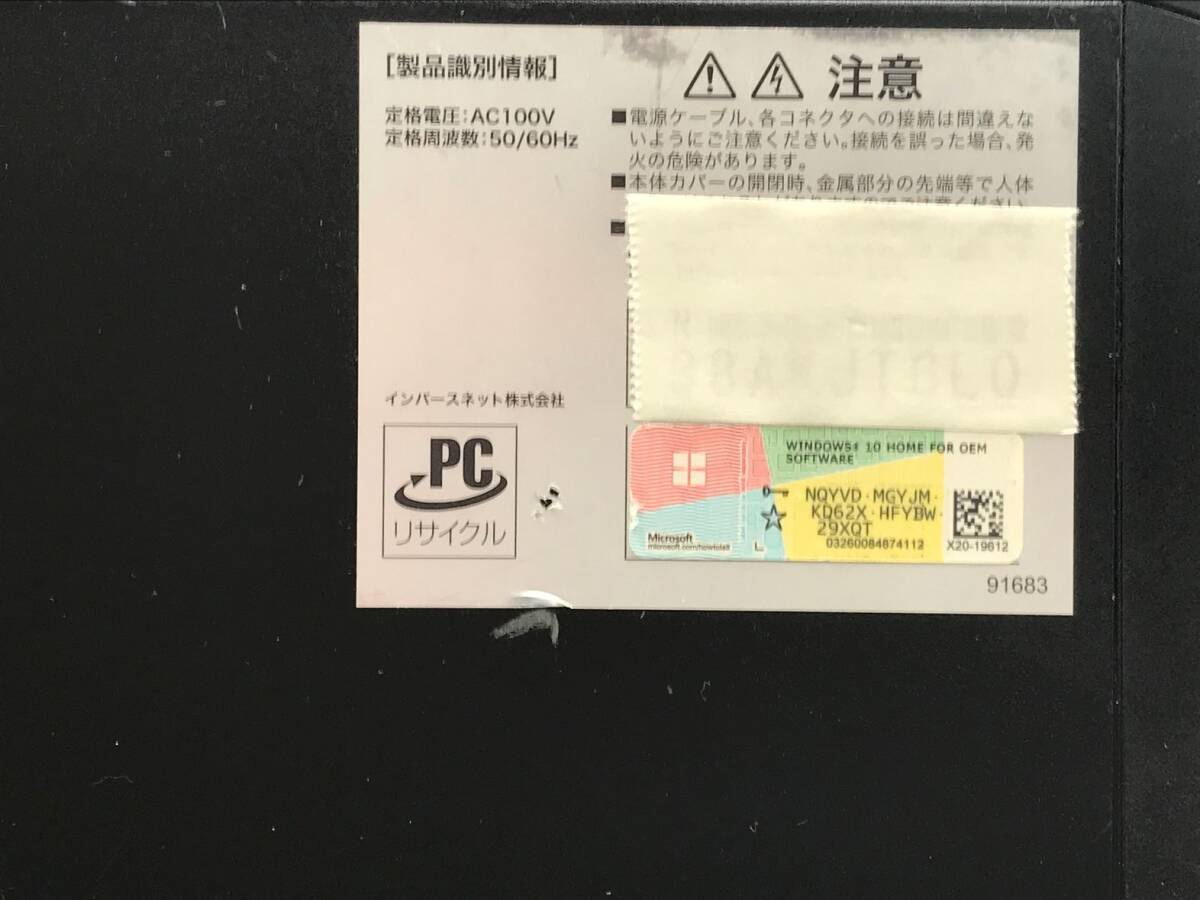 [製品識別情報]
定格電圧:AC100V
定格周波数:50/60Hz
注意
■電源ケーブル、各コネクタへの接続は間違えな
いようにご注意ください。接続を誤った場合、発
火の危険があります。
■本体カバーの開閉時、金属部分の先端等で人体
インバースネット株式会社
PC
リサイクル
WINDOWS® 10 HOME FOR OEM
SOFTWARE
NQYVD-MGYJM-
KD62X-HFYBW-
29XQT
03260084874112
X20-19612
Microsoft
microsoft.com/howtotell
L
91683